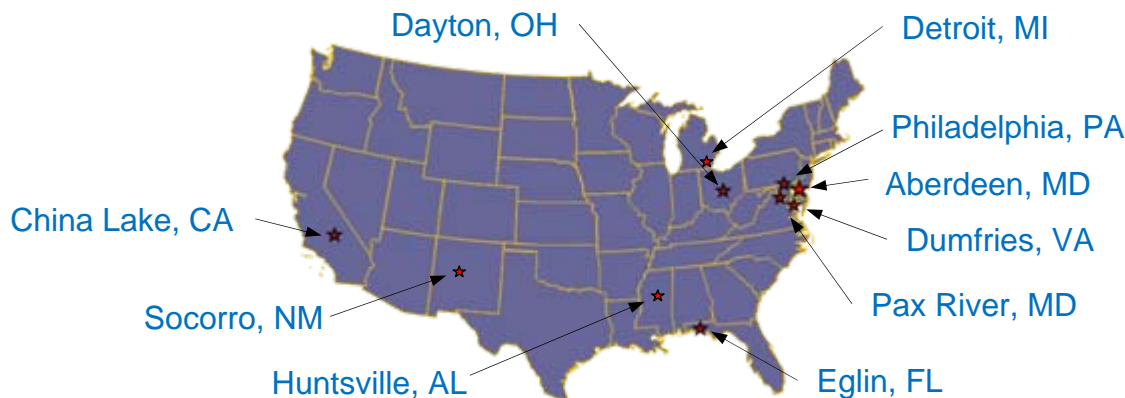 Dayton, OH
Detroit, MI
Philadelphia, PA
Aberdeen, MD
China Lake, CA
Dumfries, VA
Pax River, MD
Socorro, NM
Huntsville, AL
Eglin, FL